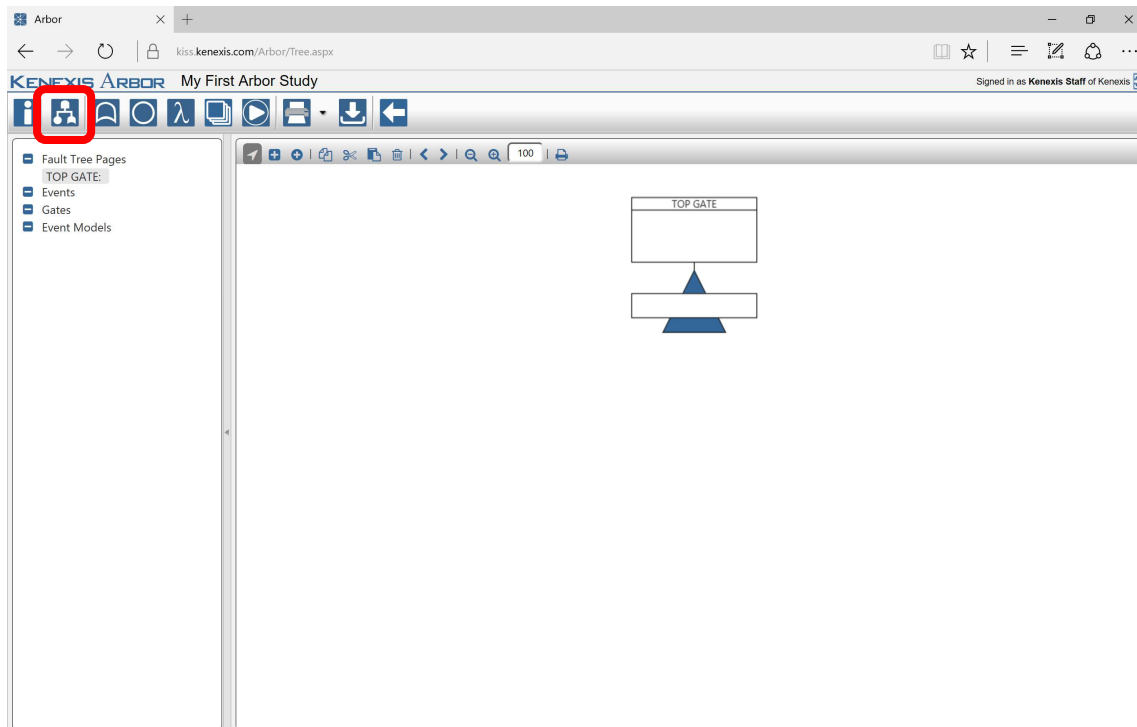 Arbor
kiss.kenexis.com/Arbor/Tree.aspx
KENEXIS ARBOR My First Arbor Study
Signed in as Kenexis Staff of Kenexis
λ
Fault Tree Pages
TOP GATE:
Events
Gates
Event Models
100
TOP GATE